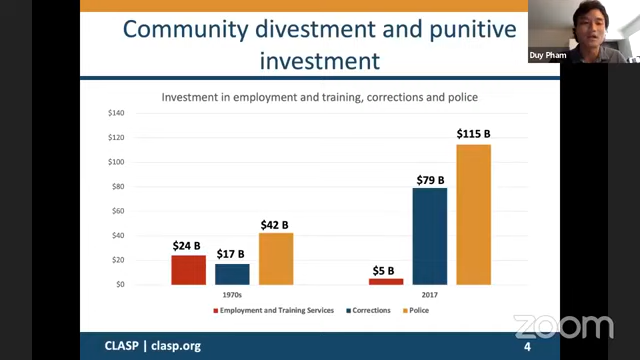 Community divestment and punitive
investment
Duy Pham
Investment in employment and training, corrections and police
$140
$120
$100
$80
$60
$40
$20
$0
$24 B
$17 B
$42 B
$5 B
$79 B
$115 B
1970s
2017
Employment and Training Services
Corrections
Police
CLASP | clasp.org
4
zoom